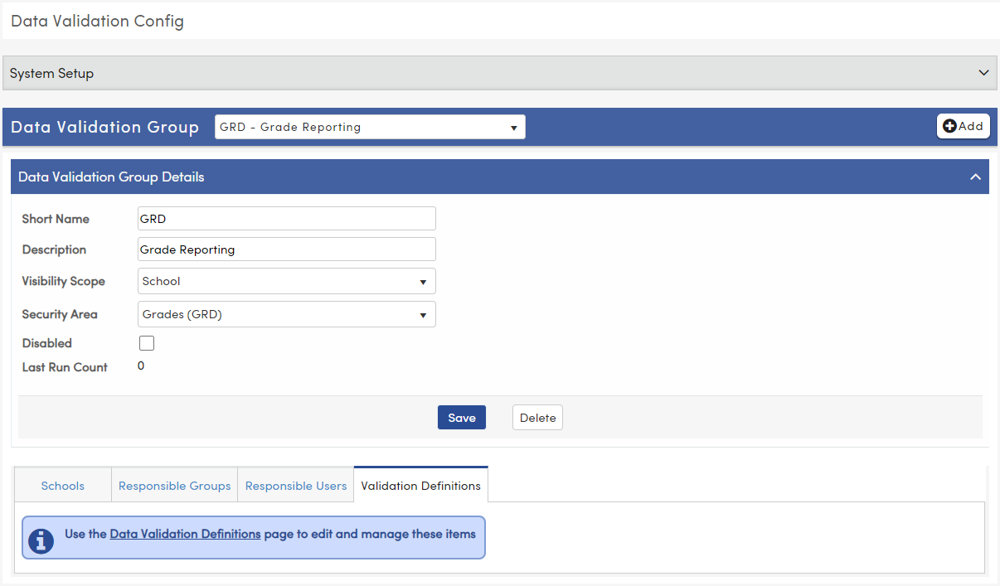 Data Validation Config
System Setup
Data Validation Group GRD - Grade Reporting Add
Data Validation Group Details
Short Name GRD
Description Grade Reporting
Visibility Scope School
Security Area Grades (GRD)
Disabled
Last Run Count 0
Save Delete
Schools Responsible Groups Responsible Users Validation Definitions
Use the Data Validation Definitions page to edit and manage these items